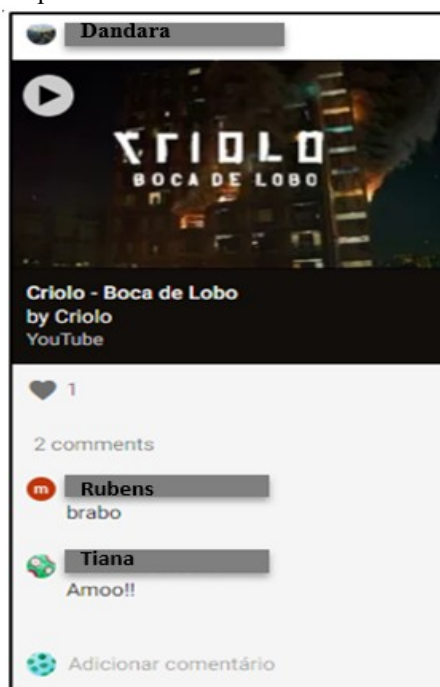 Dandara
CRIOLO
BOCA DE LOBO
Criolo - Boca de Lobo
by Criolo
YouTube
1
2 comments
m Rubens
brabo
Tiana
Amoo!!
Adicionar comentário